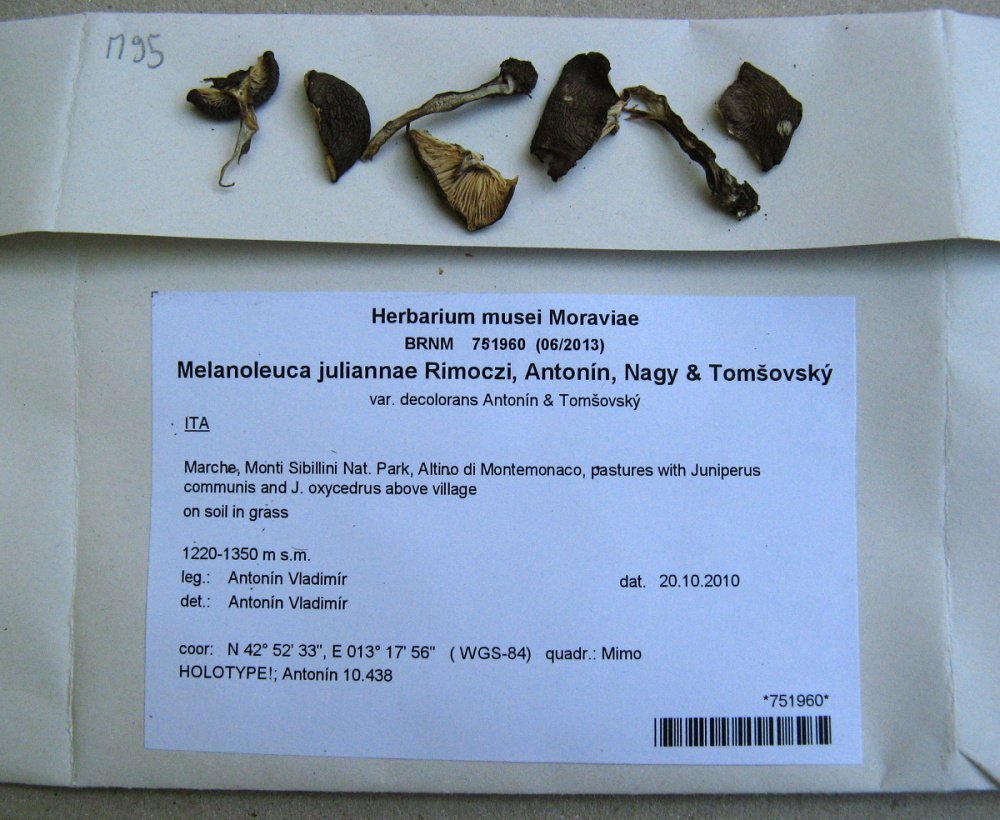 M95
Herbarium musei Moraviae
BRNM 751960 (06/2013)
Melanoleuca juliannae Rimoczi, Antonín, Nagy & Tomšovský
var. decolorans Antonín & Tomšovský
ITA
Marche, Monti Sibillini Nat. Park, Altino di Montemonaco, pastures with Juniperus
communis and J. oxycedrus above village
on soil in grass
1220-1350 m s.m.
leg.: Antonín Vladimír dat. 20.10.2010
det.: Antonín Vladimír
coor: N 42° 52' 33", E 013° 17' 56" ( WGS-84) quadr.: Mimo
HOLOTYPE!; Antonín 10.438
*751960*